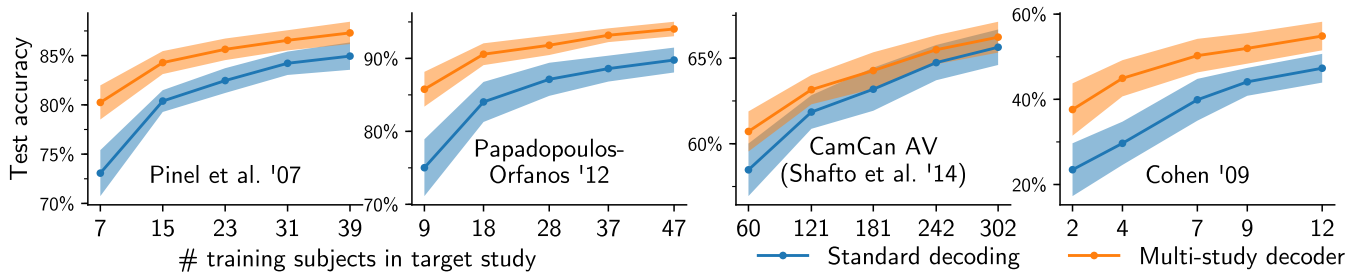 Test accuracy
85%
80%
75%
70%
7 15 23 31 39
Pinel et al. '07
90%
80%
70%
9 18 28 37 47
Papadopoulos-
Orfanos '12
65%
60%
60 121 181 242 302
CamCan AV
(Shafto et al. '14)
60%
40%
20%
2 4 7 9 12
Cohen '09
# training subjects in target study
Standard decoding
Multi-study decoder